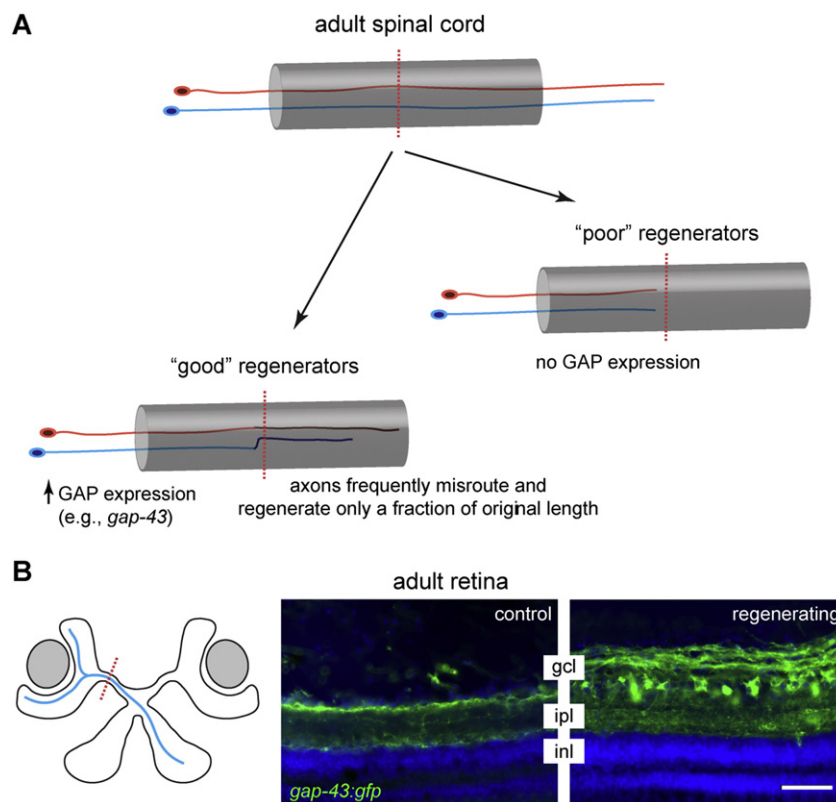 A
adult spinal cord
"poor" regenerators
no GAP expression
"good" regenerators
GAP expression
(e.g., gap-43)
axons frequently misroute and
regenerate only a fraction of original length
B
adult retina
control
regenerating
gcl
ipl
inl
gap-43:gfp